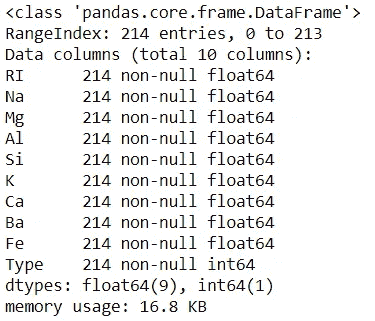 <class 'pandas.core.frame.DataFrame'>
RangeIndex: 214 entries, 0 to 213
Data columns (total 10 columns):
RI      214 non-null float64
Na      214 non-null float64
Mg      214 non-null float64
Al      214 non-null float64
Si      214 non-null float64
K       214 non-null float64
Ca      214 non-null float64
Ba      214 non-null float64
Fe      214 non-null float64
Type    214 non-null int64
dtypes: float64(9), int64(1)
memory usage: 16.8 KB